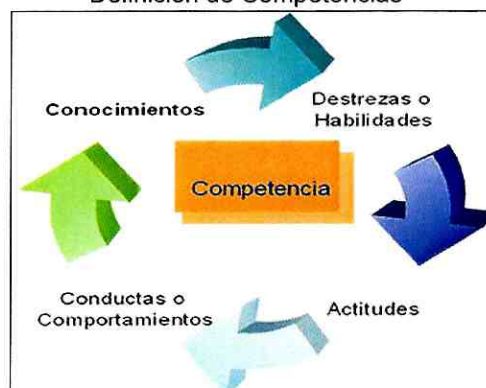 Definición de Competencias
Conocimientos
Destrezas o
Habilidades
Competencia
Conductas o
Comportamientos
Actitudes